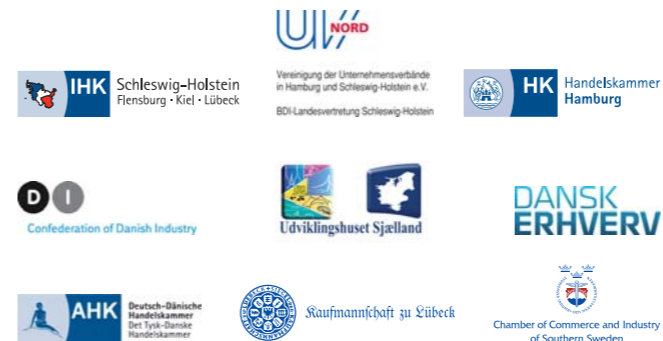 UV
NORD
Vereinigung der Unternehmensverbände
in Hamburg und Schleswig-Holstein e.V.
BDI-Landesvertretung Schleswig-Holstein
IHK
Schleswig-Holstein
Flensburg · Kiel · Lübeck
HK
Handelskammer
Hamburg
D I
Confederation of Danish Industry
Udviklingshuset Sjælland
DANSK
ERHVERV
AHK
Deutsch-Dänische
Handelskammer
Det Tysk-Danske
Handelskammer
Kaufmannschaft zu Lübeck
Chamber of Commerce and Industry
of Southern Sweden